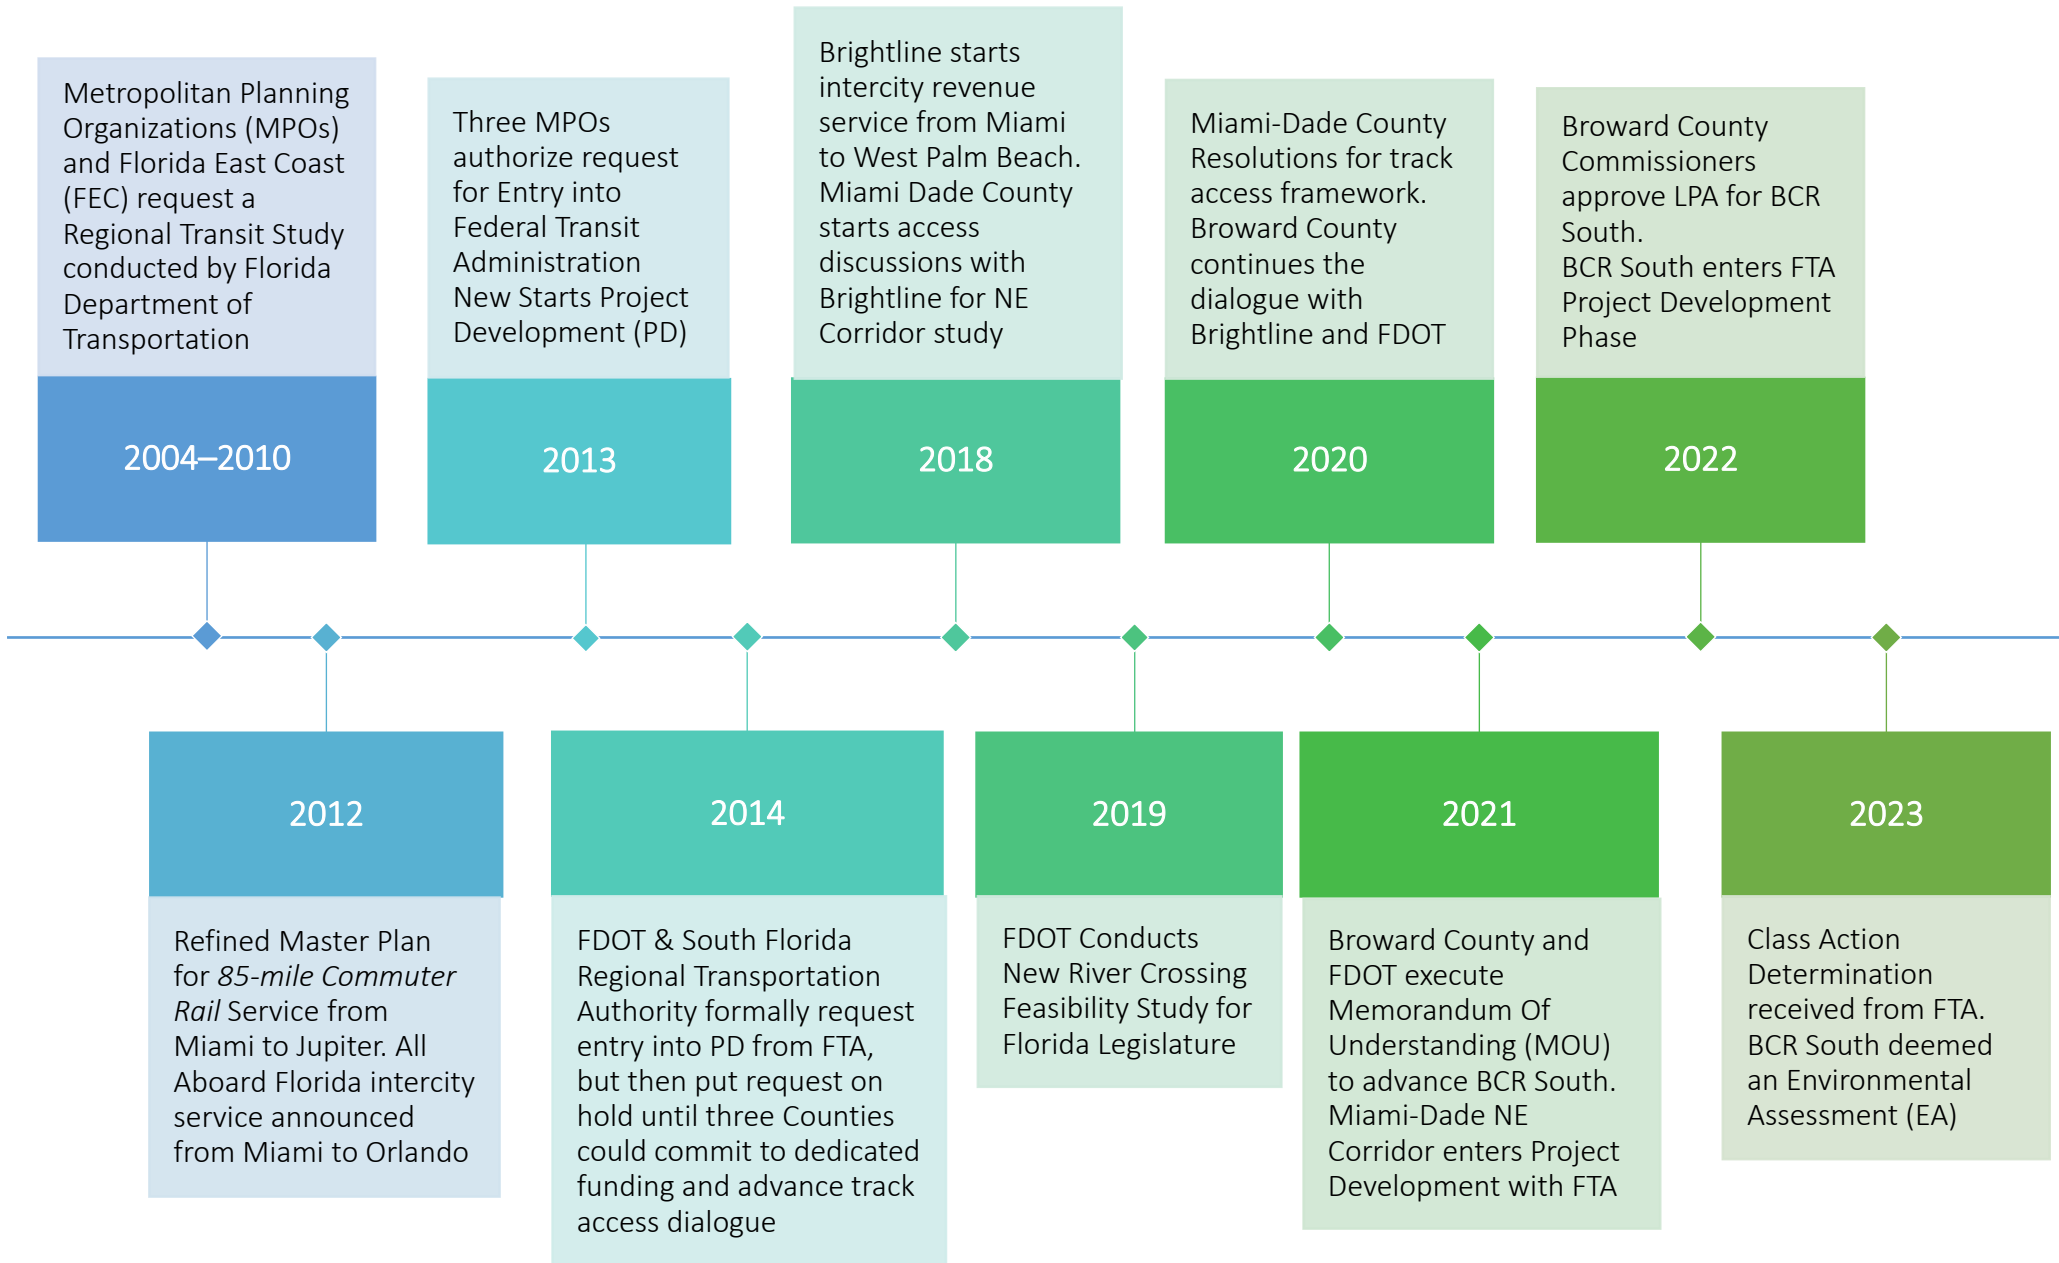 Metropolitan Planning
Organizations (MPOs)
and Florida East Coast
(FEC) request a
Regional Transit Study
conducted by Florida
Department of
Transportation
2004–2010
Refined Master Plan
for 85-mile Commuter
Rail Service from
Miami to Jupiter. All
Aboard Florida intercity
service announced
from Miami to Orlando
2012
Three MPOs
authorize request
for Entry into
Federal Transit
Administration
New Starts Project
Development (PD)
2013
2014
FDOT & South Florida
Regional Transportation
Authority formally request
entry into PD from FTA,
but then put request on
hold until three Counties
could commit to dedicated
funding and advance track
access dialogue
Brightline starts
intercity revenue
service from Miami
to West Palm Beach.
Miami Dade County
starts access
discussions with
Brightline for NE
Corridor study
2018
2019
FDOT Conducts
New River Crossing
Feasibility Study for
Florida Legislature
Miami-Dade County
Resolutions for track
access framework.
Broward County
continues the
dialogue with
Brightline and FDOT
2020
2021
Broward County and
FDOT execute
Memorandum Of
Understanding (MOU)
to advance BCR South.
Miami-Dade NE
Corridor enters Project
Development with FTA
Broward County
Commissioners
approve LPA for BCR
South.
BCR South enters FTA
Project Development
Phase
2022
2023
Class Action
Determination
received from FTA.
BCR South deemed
an Environmental
Assessment (EA)